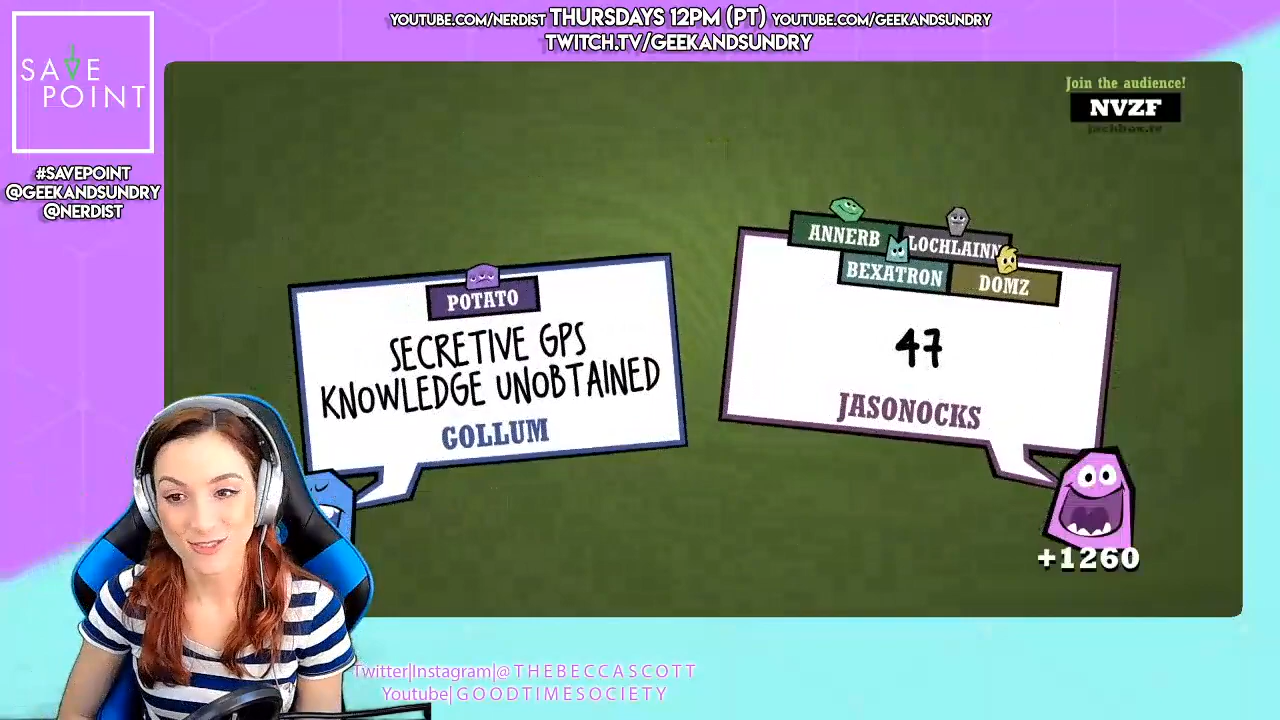 YOUTUBE.COM/NERDIST THURSDAYS 12PM (PT) YOUTUBE.COM/GEEKANDSUNDRY
TWITCH.TV/GEEKANDSUNDRY
SAVE
POINT
#SAVEPOINT
@GEEKANDSUNDRY
@NERDIST
Join the audience!
NVZF
jackbox.tv
POTATO
SECRETIVE GPS
KNOWLEDGE UNOBTAINED
GOLLUM
ANNERB LOCHLAINN
BEXATRON DOMZ
47
JASONOCKS
+1260
Twitter|Instagram|@THEBECCASCOTT
Youtube|GOODTIMESOCIETY